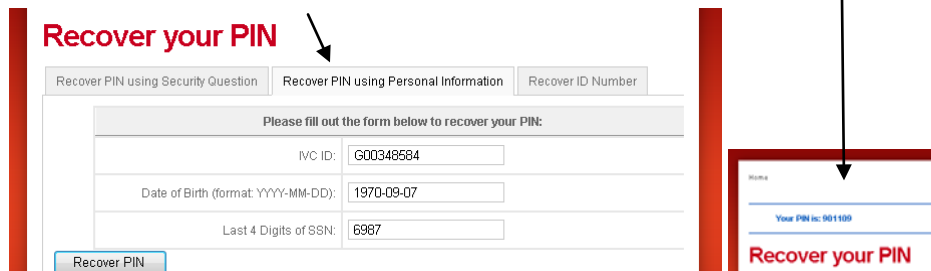 Recover your PIN
Recover PIN using Security Question Recover PIN using Personal Information Recover ID Number
Please fill out the form below to recover your PIN:
IVC ID: G00348584
Date of Birth (format: YYYY-MM-DD): 1970-09-07
Last 4 Digits of SSN: 6987
Recover PIN
Home
Your PIN is: 901109
Recover your PIN